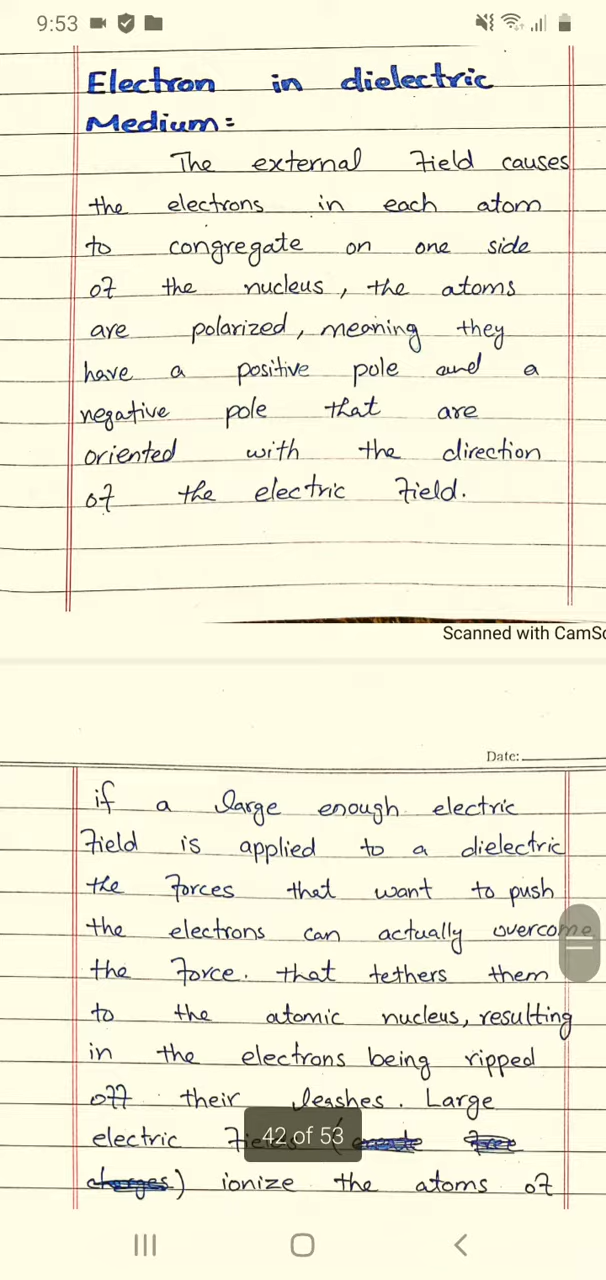 9:53
Electron in dielectric
Medium:
The external field causes
the electrons in each atom
to congregate on one side
of the nucleus, the atoms
are polarized, meaning they
have a positive pole and a
negative pole that are
oriented with the direction
of the electric field.
Scanned with CamSc
Date:
if a large enough electric
field is applied to a dielectric
the forces that want to push
the electrons can actually overcome
the force. that tethers them
to the atomic nucleus, resulting
in the electrons being ripped
off their leashes. Large
electric (create free
42 of 53
charges) ionize the atoms of